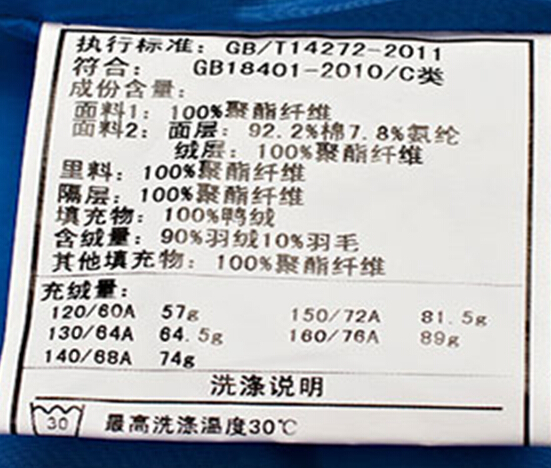 执行标准：GB/T14272-2011
符合：GB18401-2010/C类
成份含量：
面料1：100%聚酯纤维
面料2：面层：92.2%棉7.8%氨纶
绒层：100%聚酯纤维
里料：100%聚酯纤维
隔层：100%聚酯纤维
填充物：100%鸭绒
含绒量：90%羽绒10%羽毛
其他填充物：100%聚酯纤维
充绒量：
120/60A 57g 150/72A 81.5g
130/64A 64.5g 160/76A 89g
140/68A 74g
洗涤说明
30 最高洗涤温度30℃